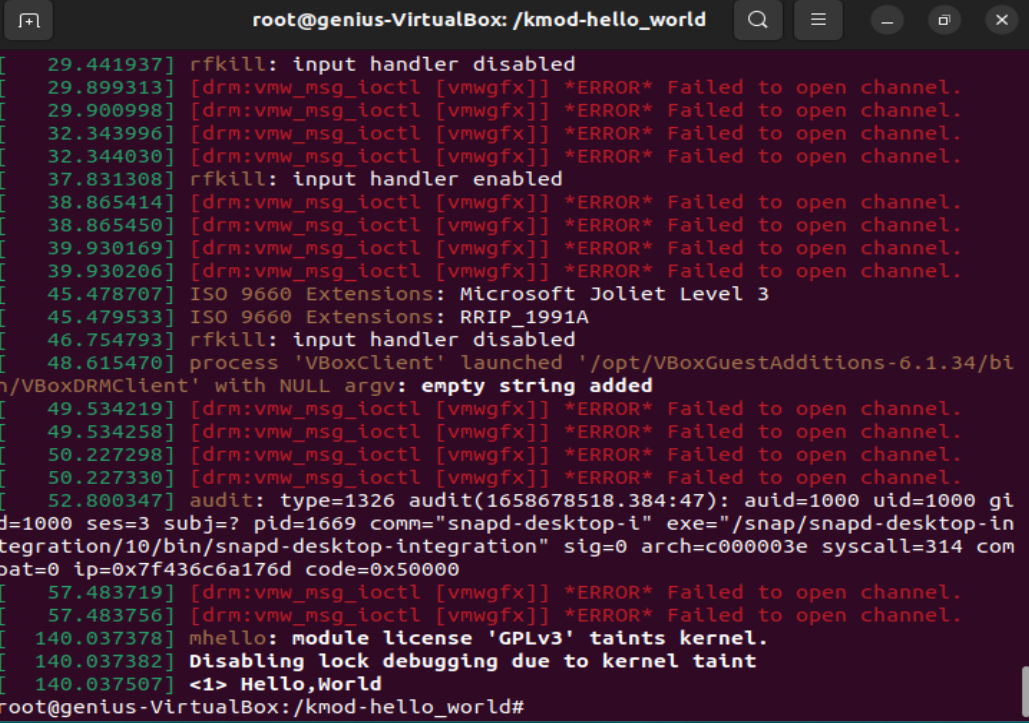 root@genius-VirtualBox: /kmod-hello_world
[   29.441937] rfkill: input handler disabled
[   29.899313] [drm:vmw_msg_ioctl [vmwgfx]] *ERROR* Failed to open channel.
[   29.900998] [drm:vmw_msg_ioctl [vmwgfx]] *ERROR* Failed to open channel.
[   32.343996] [drm:vmw_msg_ioctl [vmwgfx]] *ERROR* Failed to open channel.
[   32.344030] [drm:vmw_msg_ioctl [vmwgfx]] *ERROR* Failed to open channel.
[   37.831308] rfkill: input handler enabled
[   38.865414] [drm:vmw_msg_ioctl [vmwgfx]] *ERROR* Failed to open channel.
[   38.865450] [drm:vmw_msg_ioctl [vmwgfx]] *ERROR* Failed to open channel.
[   39.930169] [drm:vmw_msg_ioctl [vmwgfx]] *ERROR* Failed to open channel.
[   39.930206] [drm:vmw_msg_ioctl [vmwgfx]] *ERROR* Failed to open channel.
[   45.478707] ISO 9660 Extensions: Microsoft Joliet Level 3
[   45.479533] ISO 9660 Extensions: RRIP_1991A
[   46.754793] rfkill: input handler disabled
[   48.615470] process 'VBoxClient' launched '/opt/VBoxGuestAdditions-6.1.34/bi
n/VBoxDRMClient' with NULL argv: empty string added
[   49.534219] [drm:vmw_msg_ioctl [vmwgfx]] *ERROR* Failed to open channel.
[   49.534258] [drm:vmw_msg_ioctl [vmwgfx]] *ERROR* Failed to open channel.
[   50.227298] [drm:vmw_msg_ioctl [vmwgfx]] *ERROR* Failed to open channel.
[   50.227330] [drm:vmw_msg_ioctl [vmwgfx]] *ERROR* Failed to open channel.
[   52.800347] audit: type=1326 audit(1658678518.384:47): auid=1000 uid=1000 gi
d=1000 ses=3 subj=? pid=1669 comm="snapd-desktop-i" exe="/snap/snapd-desktop-in
tegration/10/bin/snapd-desktop-integration" sig=0 arch=c000003e syscall=314 com
pat=0 ip=0x7f436c6a176d code=0x50000
[   57.483719] [drm:vmw_msg_ioctl [vmwgfx]] *ERROR* Failed to open channel.
[   57.483756] [drm:vmw_msg_ioctl [vmwgfx]] *ERROR* Failed to open channel.
[  140.037378] mhello: module license 'GPLv3' taints kernel.
[  140.037382] Disabling lock debugging due to kernel taint
[  140.037507] <1> Hello,World
root@genius-VirtualBox:/kmod-hello_world#